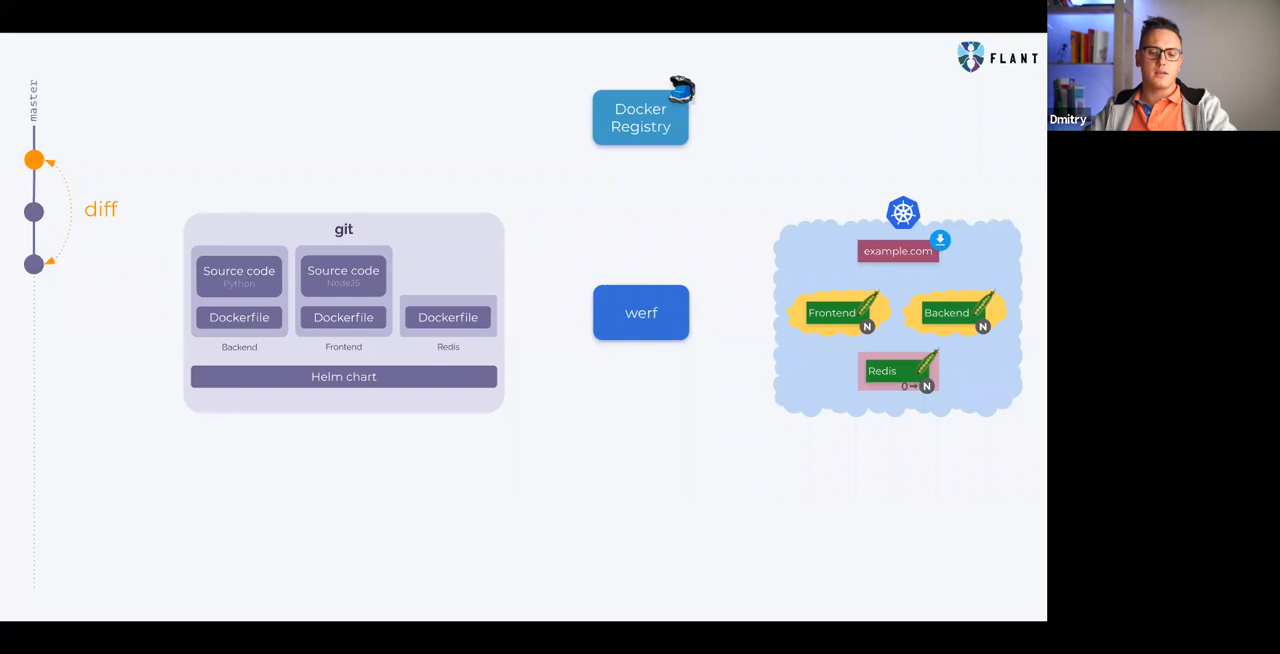 master
diff
FLANT
Dmitry
Docker
Registry
git
Source code
Python
Dockerfile
Backend
Source code
NodeJS
Dockerfile
Frontend
Dockerfile
Redis
Helm chart
werf
example.com
Frontend
N
Backend
N
Redis
0→N